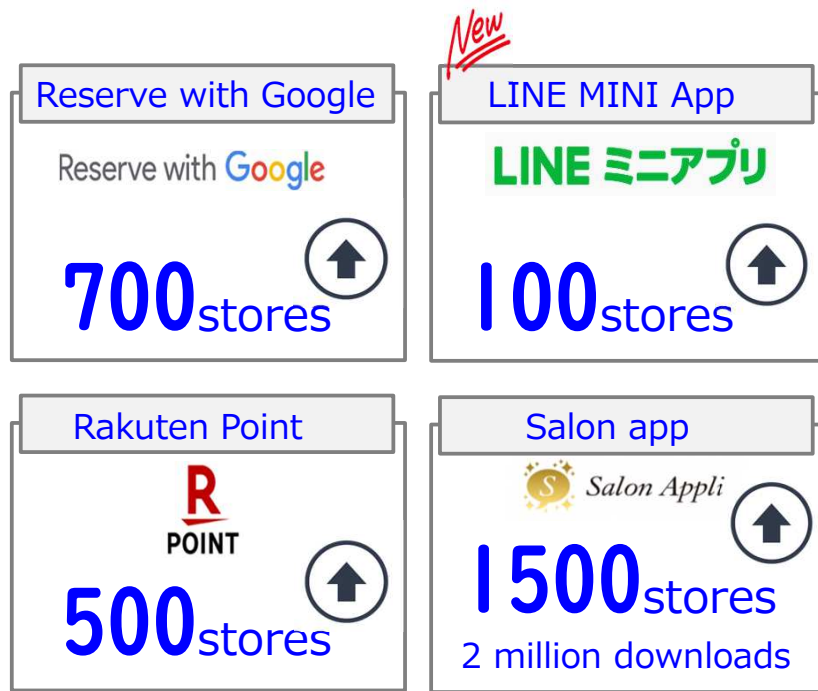 New
Reserve with Google
Reserve with Google
700stores
LINE MINI App
LINE ミニアプリ
100stores
Rakuten Point
R
POINT
500stores
Salon app
S Salon Appli
1500stores
2 million downloads